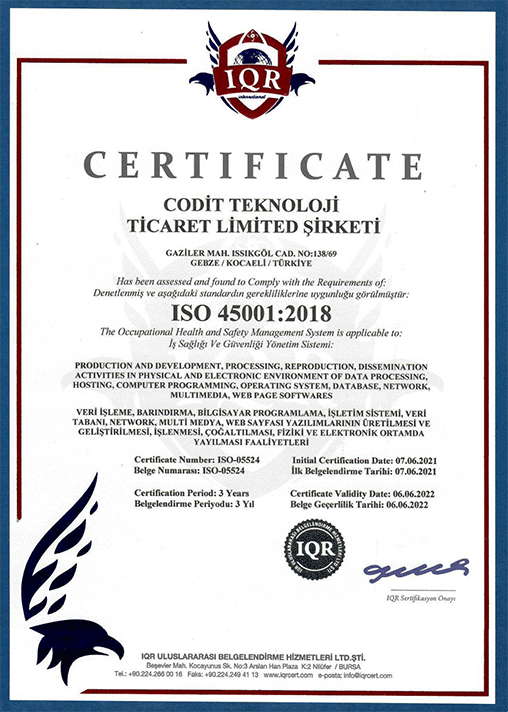 IQR
international
CERTIFICATE
CODİT TEKNOLOJİ
TİCARET LİMİTED ŞİRKETİ
GAZİLER MAH. ISSIKGÖL CAD. NO:138/69
GEBZE / KOCAELİ / TÜRKİYE
Has been assessed and found to Comply with the Requirements of:
Denetlenmiş ve aşağıdaki standardın gerekliliklerine uygunluğu görülmüştür:
ISO 45001:2018
The Occupational Health and Safety Management System is applicable to:
İş Sağlığı Ve Güvenliği Yönetim Sistemi:
PRODUCTION AND DEVELOPMENT, PROCESSING, REPRODUCTION, DISSEMINATION
ACTIVITIES IN PHYSICAL AND ELECTRONIC ENVIRONMENT OF DATA PROCESSING,
HOSTING, COMPUTER PROGRAMMING, OPERATING SYSTEM, DATABASE, NETWORK,
MULTIMEDIA, WEB PAGE SOFTWARES
VERİ İŞLEME, BARINDIRMA, BİLGİSAYAR PROGRAMLAMA, İŞLETİM SİSTEMİ, VERİ
TABANI, NETWORK, MULTİ MEDYA, WEB SAYFASI YAZILIMLARININ ÜRETİLMESİ VE
GELİŞTİRİLMESİ, İŞLENMESİ, ÇOĞALTILMASI, FİZİKİ VE ELEKTRONİK ORTAMDA
YAYILMASI FAALİYETLERİ
Certificate Number: ISO-05524 Initial Certification Date: 07.06.2021
Belge Numarası: ISO-05524 İlk Belgelendirme Tarihi: 07.06.2021
Certification Period: 3 Years Certificate Validity Date: 06.06.2022
Belgelendirme Periyodu: 3 Yıl Belge Geçerlilik Tarihi: 06.06.2022
IQR
IQR Sertifikasyon Onayı
IQR ULUSLARARASI BELGELENDİRME HİZMETLERİ LTD.ŞTİ.
Beşevler Mah. Kocayunus Sk. No:3 Arslan Han Plaza K:2 Nilüfer / BURSA
Tel.: +90.224.266 00 16 Faks: +90.224.249 41 13 www.iqrcert.com e-posta: info@iqrcert.com